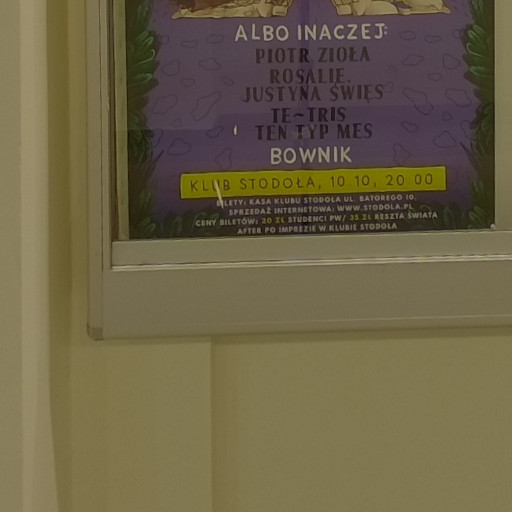 ALBO INACZEJ:
PIOTR ZIOŁA
ROSALIE.
JUSTYNA ŚWIĘS
TE-TRIS
TEN TYP MES
BOWNIK
KLUB STODOŁA, 10.10, 20.00
BILETY: KASA KLUBU STODOŁA UL. BATOREGO 10,
SPRZEDAŻ INTERNETOWA: WWW.STODOLA.PL
CENY BILETÓW: 20 ZŁ STUDENCI PW/ 35 ZŁ RESZTA ŚWIATA
AFTER PO IMPREZIE W KLUBIE STODOŁA